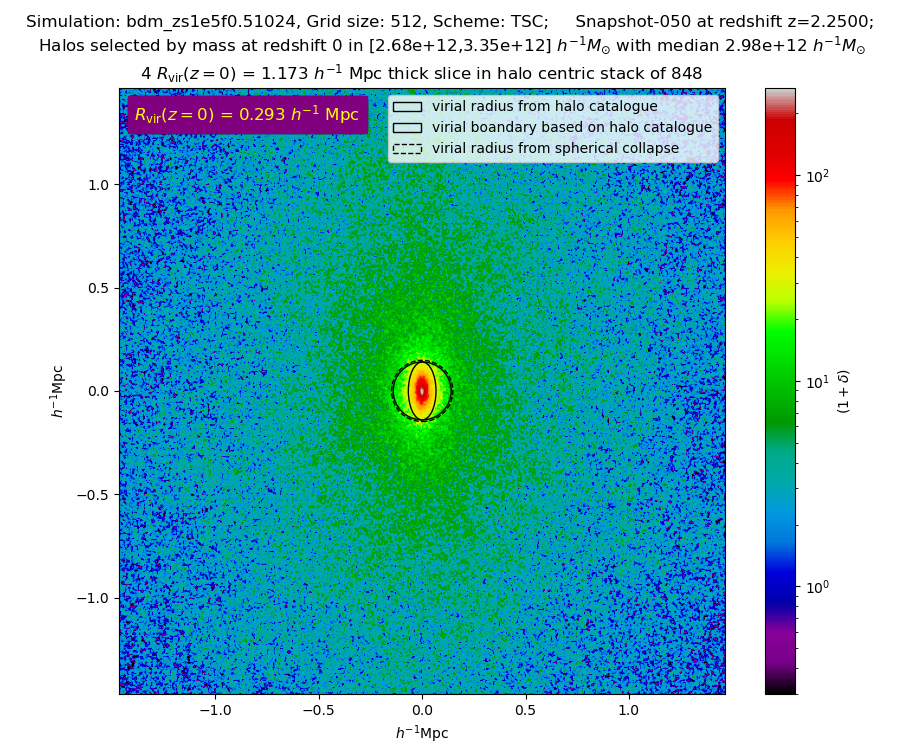 Simulation: bdm_zs1e5f0.51024, Grid size: 512, Scheme: TSC; Snapshot-050 at redshift z=2.2500;
Halos selected by mass at redshift 0 in [2.68e+12,3.35e+12] h⁻¹M⊙ with median 2.98e+12 h⁻¹M⊙
4 R_vir(z = 0) = 1.173 h⁻¹ Mpc thick slice in halo centric stack of 848
R_vir(z = 0) = 0.293 h⁻¹ Mpc
virial radius from halo catalogue
virial boundary based on halo catalogue
virial radius from spherical collapse
1.0
0.5
0.0
−0.5
−1.0
h⁻¹Mpc
−1.0 −0.5 0.0 0.5 1.0
h⁻¹Mpc
10²
10¹
10⁰
(1 + δ)